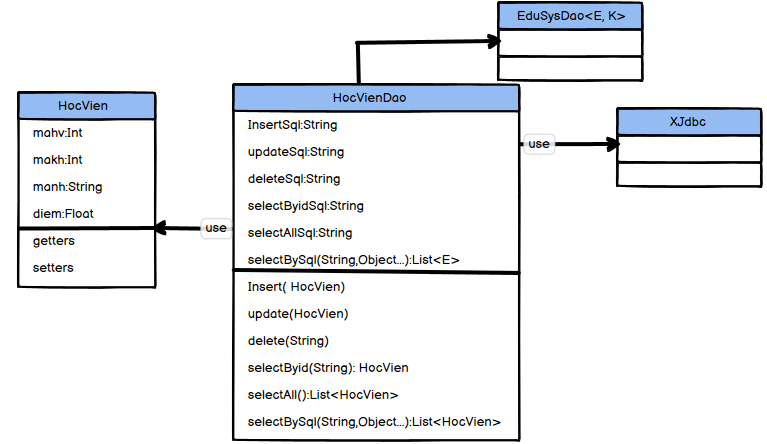 EduSysDao<E, K>
HocVien
mahv:Int
makh:Int
manh:String
diem:Float
getters
setters
use
HocVienDao
InsertSql:String
updateSql:String
deleteSql:String
selectByidSql:String
selectAllSql:String
selectBySql(String,Object...):List<E>
Insert( HocVien)
update(HocVien)
delete(String)
selectByid(String): HocVien
selectAll():List<HocVien>
selectBySql(String,Object...):List<HocVien>
use
XJdbc